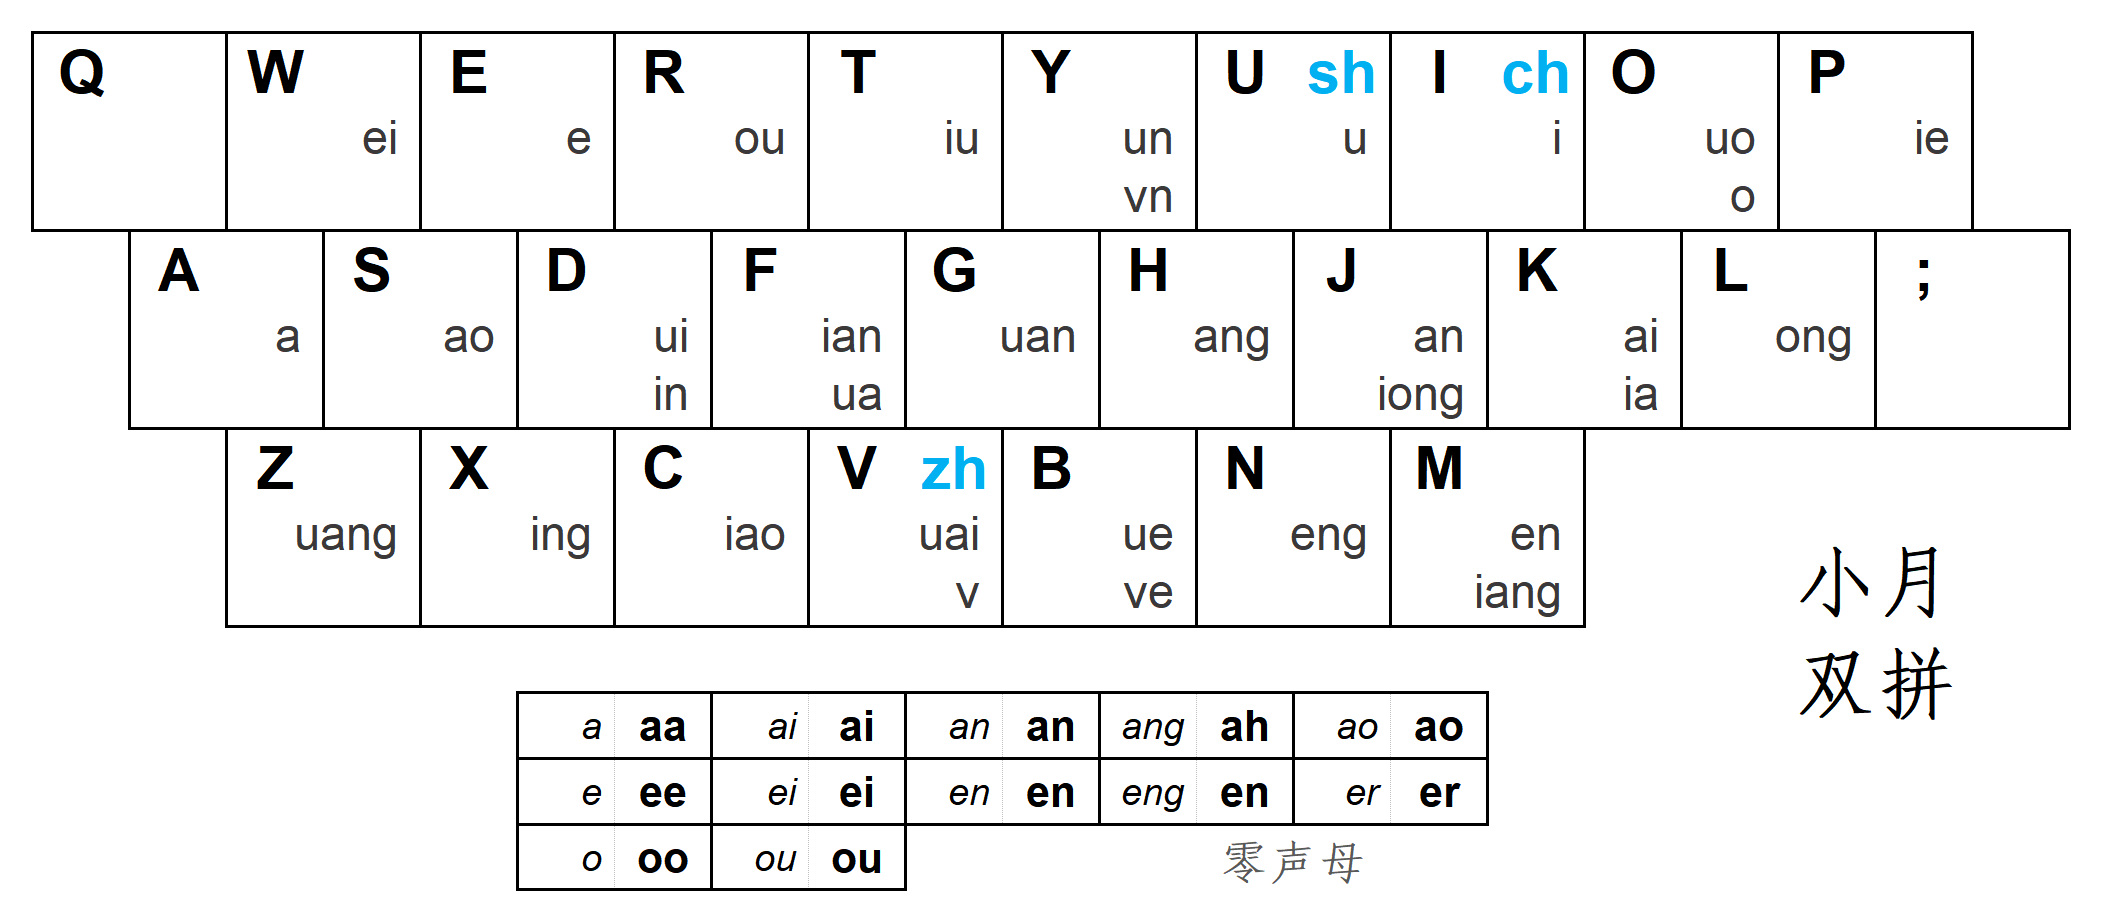 Q W E R T Y U sh I ch O P
ei e ou iu un u i uo ie
vn o
A S D F G H J K L ;
a ao ui ian uan ang an ai ong
in ua iong ia
Z X C V zh B N M
uang ing iao uai ue eng en
v ve iang
小月
双拼
a aa ai ai an an ang ah ao ao
e ee ei ei en en eng en er er
o oo ou ou
零声母